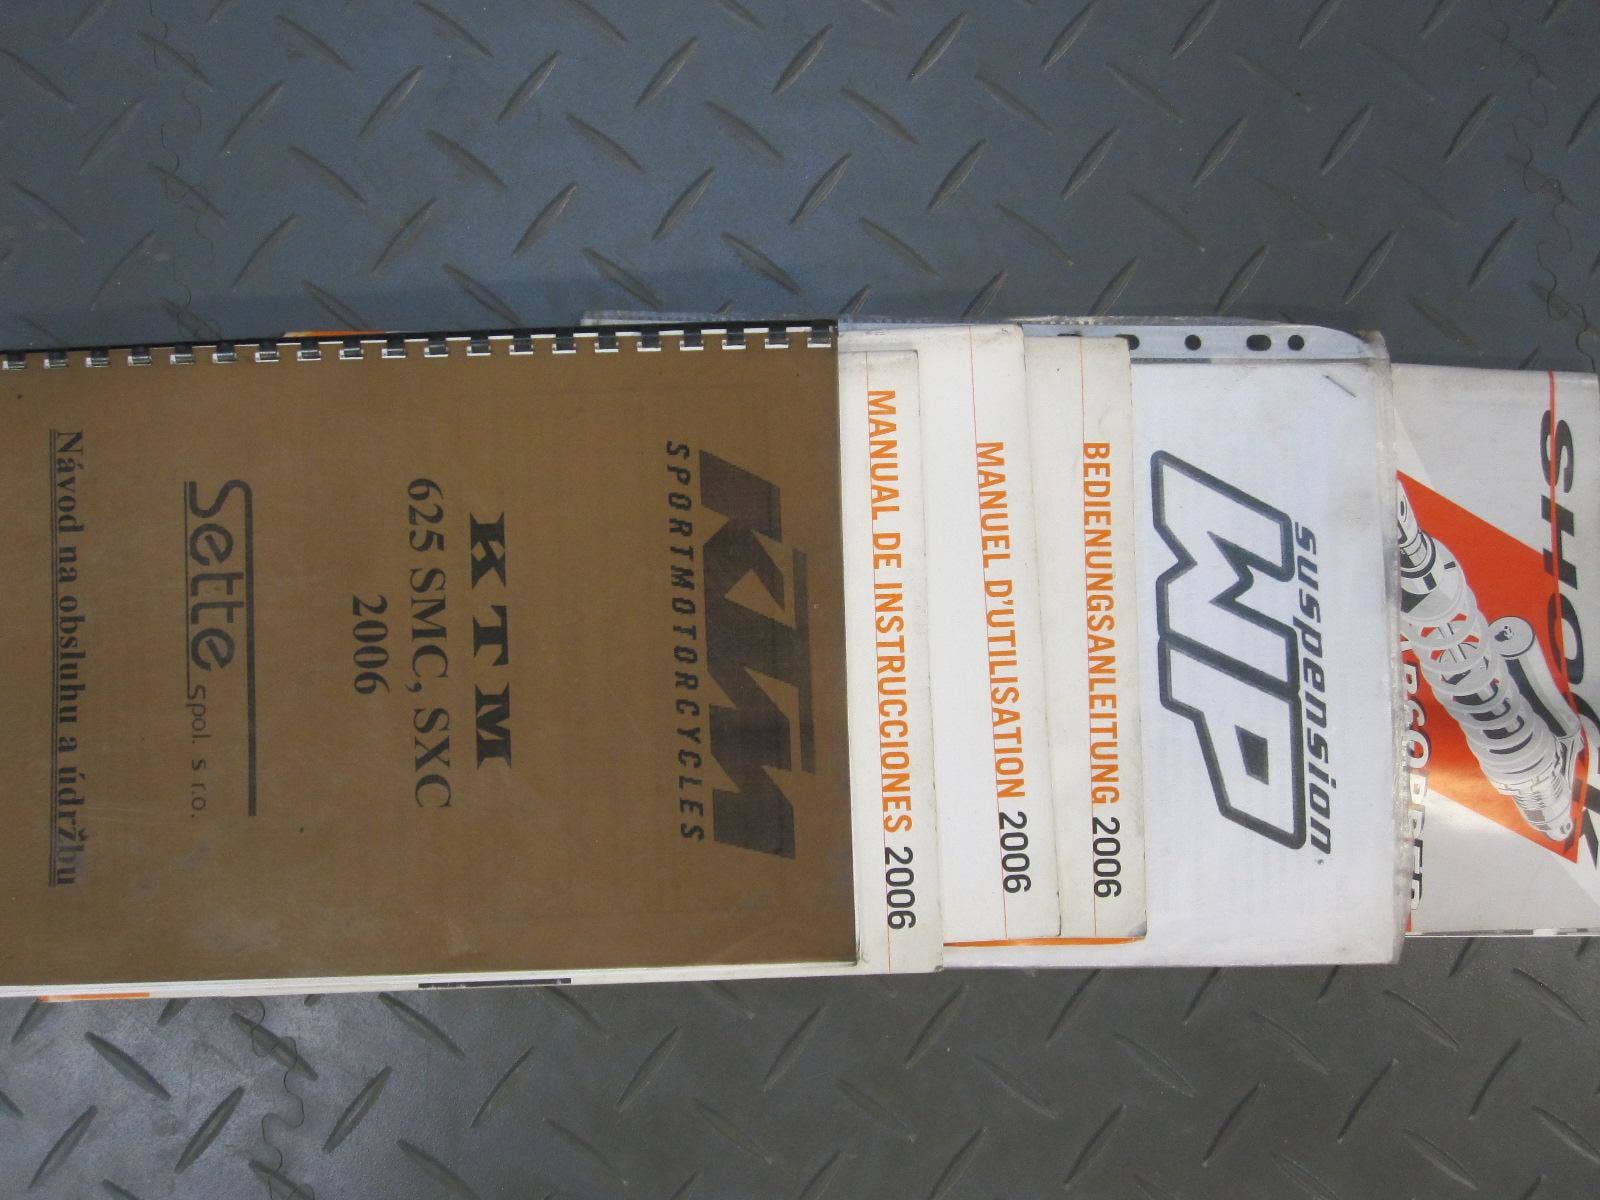 KTM
SPORTMOTORCYCLES
KTM
625 SMC, SXC
2006
Sette
spol. s r.o.
Návod na obsluhu a údržbu
MANUAL DE INSTRUCCIONES 2006
MANUEL D'UTILISATION 2006
BEDIENUNGSANLEITUNG 2006
suspension
WP
SHOCK